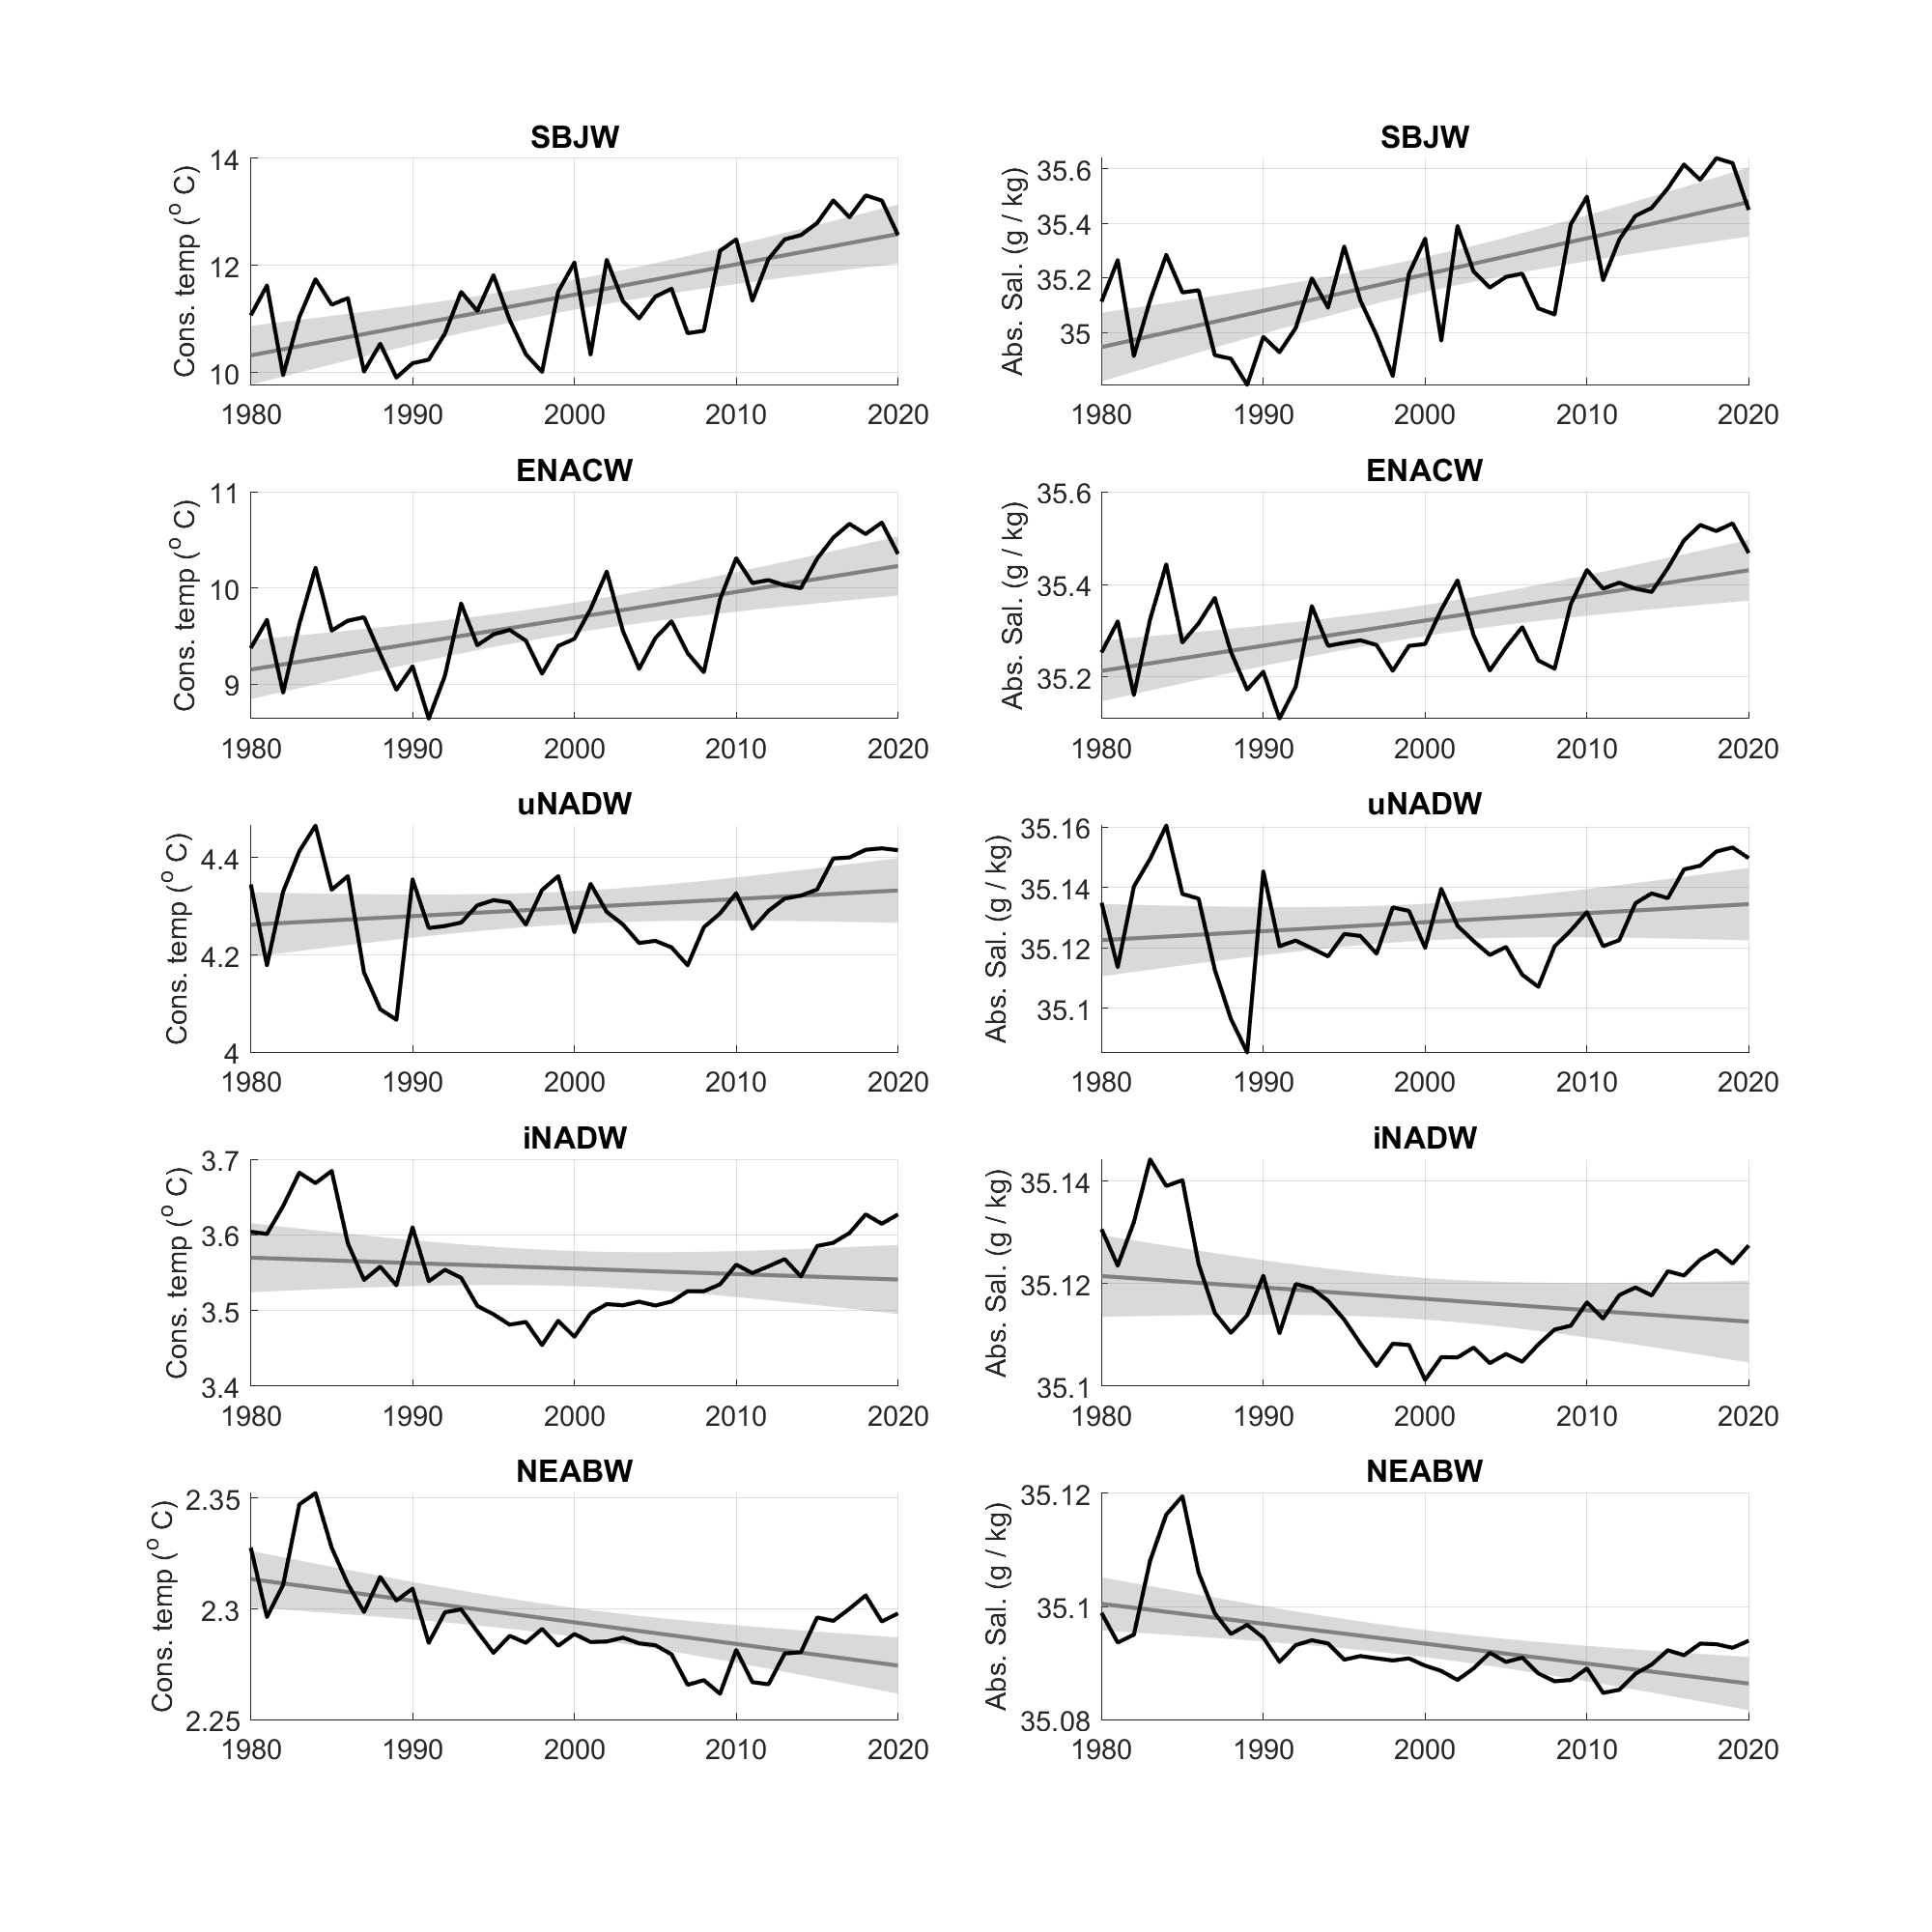 SBJW
Cons. temp (° C)
14
12
10
1980 1990 2000 2010 2020
SBJW
Abs. Sal. (g / kg)
35.6
35.4
35.2
35
1980 1990 2000 2010 2020
ENACW
Cons. temp (° C)
11
10
9
1980 1990 2000 2010 2020
ENACW
Abs. Sal. (g / kg)
35.6
35.4
35.2
1980 1990 2000 2010 2020
uNADW
Cons. temp (° C)
4.4
4.2
4
1980 1990 2000 2010 2020
uNADW
Abs. Sal. (g / kg)
35.16
35.14
35.12
35.1
1980 1990 2000 2010 2020
iNADW
Cons. temp (° C)
3.7
3.6
3.5
3.4
1980 1990 2000 2010 2020
iNADW
Abs. Sal. (g / kg)
35.14
35.12
35.1
1980 1990 2000 2010 2020
NEABW
Cons. temp (° C)
2.35
2.3
2.25
1980 1990 2000 2010 2020
NEABW
Abs. Sal. (g / kg)
35.12
35.1
35.08
1980 1990 2000 2010 2020